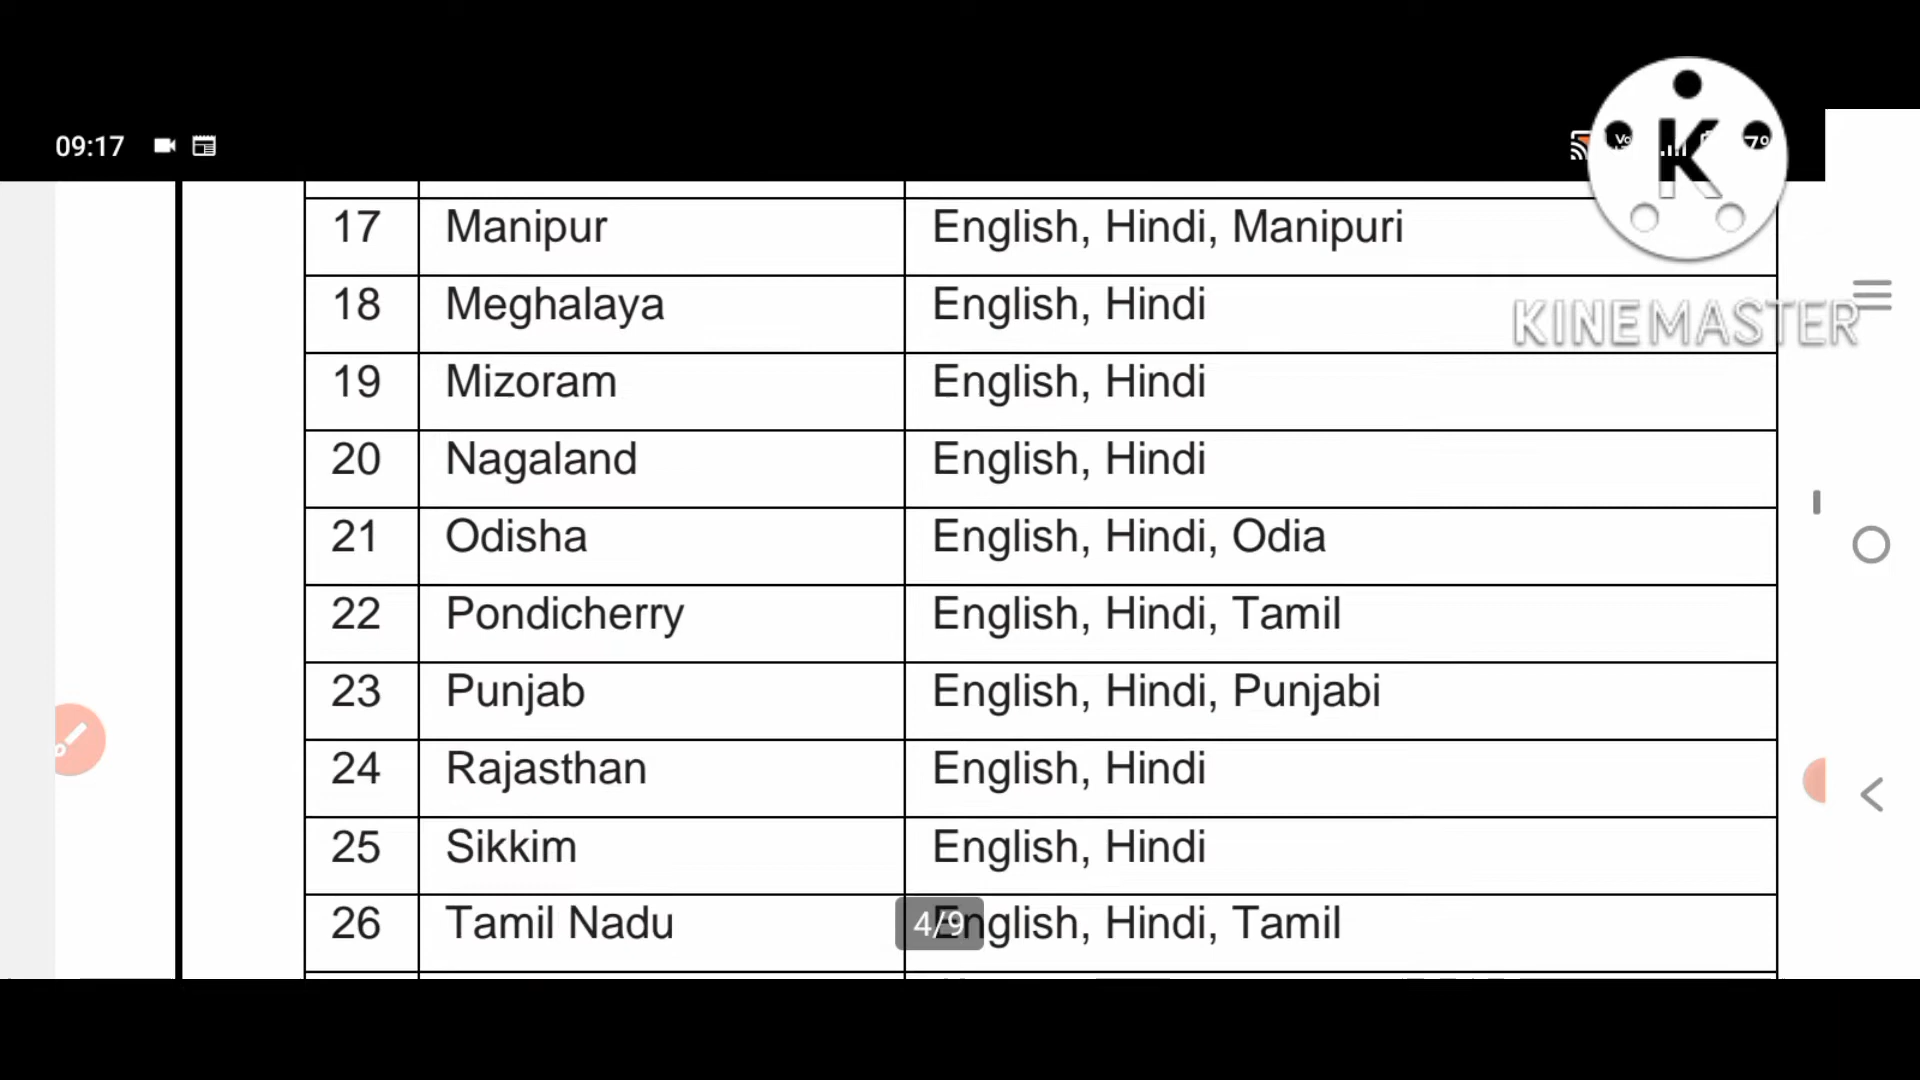 09:17
17 Manipur English, Hindi, Manipuri
K
18 Meghalaya English, Hindi
KINEMASTER
19 Mizoram English, Hindi
20 Nagaland English, Hindi
21 Odisha English, Hindi, Odia
22 Pondicherry English, Hindi, Tamil
23 Punjab English, Hindi, Punjabi
24 Rajasthan English, Hindi
25 Sikkim English, Hindi
26 Tamil Nadu English, Hindi, Tamil
4/9